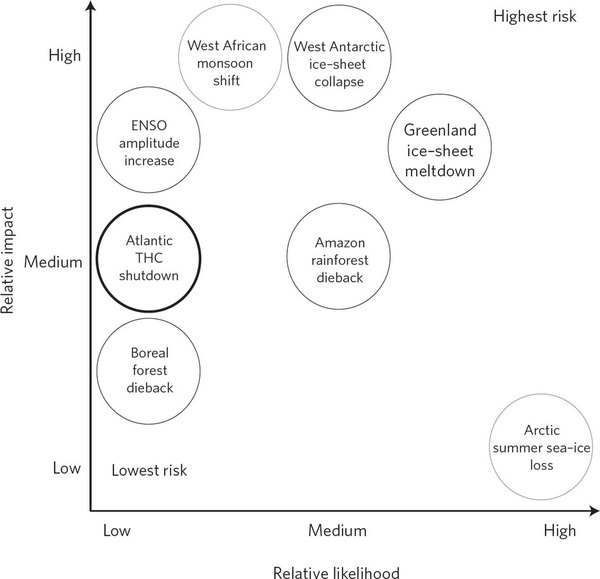 Highest risk
High
West African
monsoon
shift
West Antarctic
ice–sheet
collapse
ENSO
amplitude
increase
Greenland
ice–sheet
meltdown
Relative impact
Medium
Atlantic
THC
shutdown
Amazon
rainforest
dieback
Boreal
forest
dieback
Arctic
summer sea–ice
loss
Low
Lowest risk
Low
Medium
High
Relative likelihood